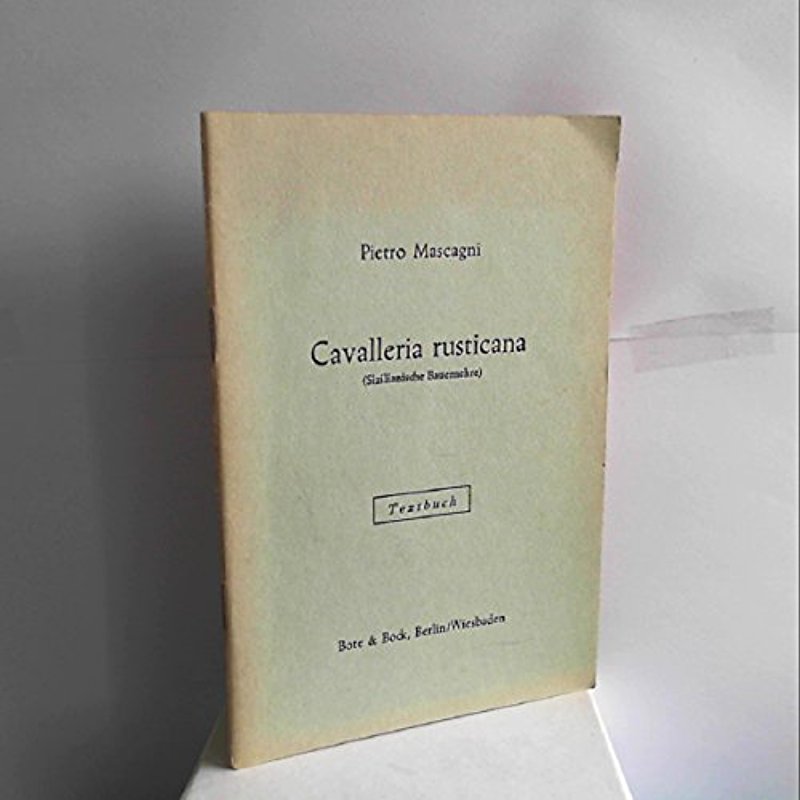 Pietro Mascagni
Cavalleria rusticana
(Sizilianische Bauernehre)
Textbuch
Bote & Bock, Berlin/Wiesbaden